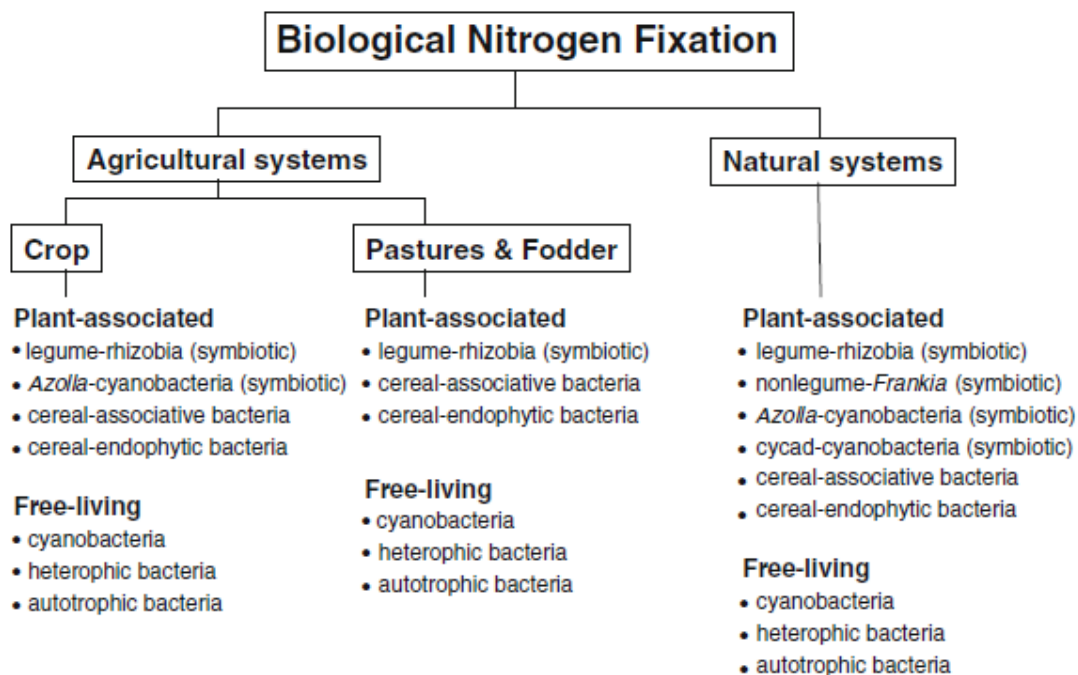 Biological Nitrogen Fixation
Agricultural systems
Natural systems
Crop
Pastures & Fodder
Plant-associated
• legume-rhizobia (symbiotic)
• Azolla-cyanobacteria (symbiotic)
• cereal-associative bacteria
• cereal-endophytic bacteria
Free-living
• cyanobacteria
• heterophic bacteria
• autotrophic bacteria
Plant-associated
• legume-rhizobia (symbiotic)
• cereal-associative bacteria
• cereal-endophytic bacteria
Free-living
• cyanobacteria
• heterophic bacteria
• autotrophic bacteria
Plant-associated
• legume-rhizobia (symbiotic)
• nonlegume-Frankia (symbiotic)
• Azolla-cyanobacteria (symbiotic)
• cycad-cyanobacteria (symbiotic)
• cereal-associative bacteria
• cereal-endophytic bacteria
Free-living
• cyanobacteria
• heterophic bacteria
• autotrophic bacteria